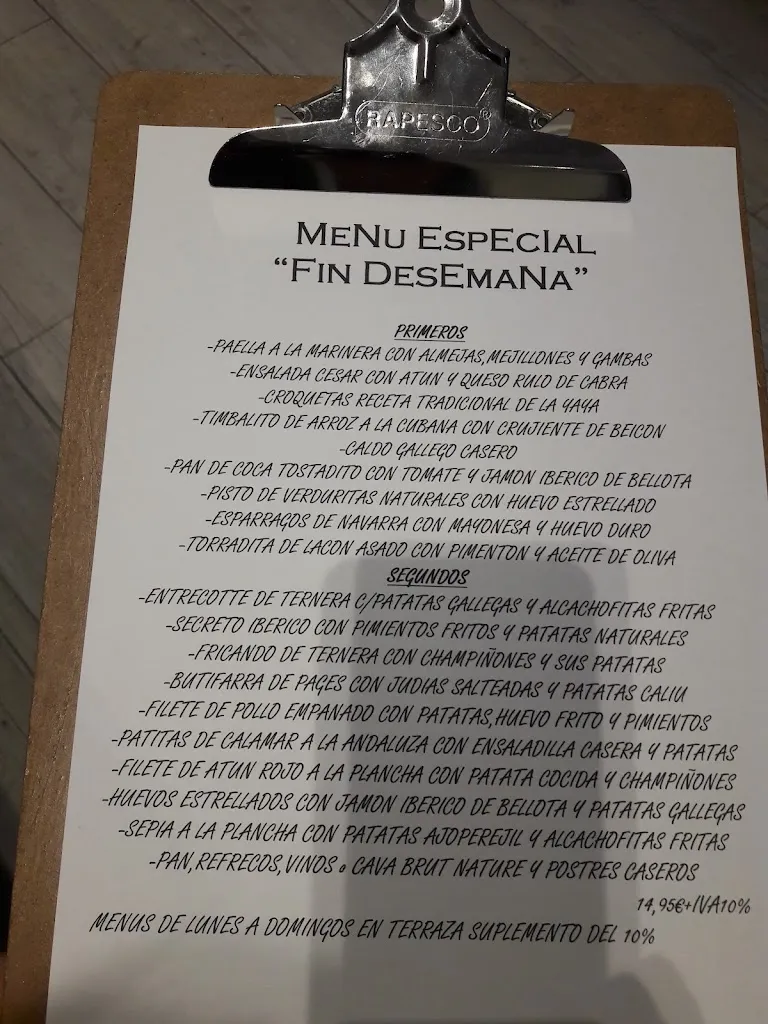 RAPESCO®
MENU ESPECIAL
"FIN DESEMANA"
PRIMEROS
-PAELLA A LA MARINERA CON ALMEJAS,MEJILLONES Y GAMBAS
-ENSALADA CESAR CON ATUN Y QUESO RULO DE CABRA
-CROQUETAS RECETA TRADICIONAL DE LA YAYA
-TIMBALITO DE ARROZ A LA CUBANA CON CRUJIENTE DE BEICON
-CALDO GALLEGO CASERO
-PAN DE COCA TOSTADITO CON TOMATE Y JAMON IBERICO DE BELLOTA
-PISTO DE VERDURITAS NATURALES CON HUEVO ESTRELLADO
-ESPARRAGOS DE NAVARRA CON MAYONESA Y HUEVO DURO
-TORRADITA DE LACON ASADO CON PIMENTON Y ACEITE DE OLIVA
SEGUNDOS
-ENTRECOTTE DE TERNERA C/PATATAS GALLEGAS Y ALCACHOFITAS FRITAS
-SECRETO IBERICO CON PIMIENTOS FRITOS Y PATATAS NATURALES
-FRICANDO DE TERNERA CON CHAMPIÑONES Y SUS PATATAS
-BUTIFARRA DE PAGES CON JUDIAS SALTEADAS Y PATATAS CALIU
-FILETE DE POLLO EMPANADO CON PATATAS,HUEVO FRITO Y PIMIENTOS
-PATITAS DE CALAMAR A LA ANDALUZA CON ENSALADILLA CASERA Y PATATAS
-FILETE DE ATUN ROJO A LA PLANCHA CON PATATA COCIDA Y CHAMPIÑONES
-HUEVOS ESTRELLADOS CON JAMON IBERICO DE BELLOTA Y PATATAS GALLEGAS
-SEPIA A LA PLANCHA CON PATATAS AJOPEREJIL Y ALCACHOFITAS FRITAS
-PAN,REFRECOS,VINOS o CAVA BRUT NATURE Y POSTRES CASEROS
14,95€+IVA10%
MENUS DE LUNES A DOMINGOS EN TERRAZA SUPLEMENTO DEL 10%